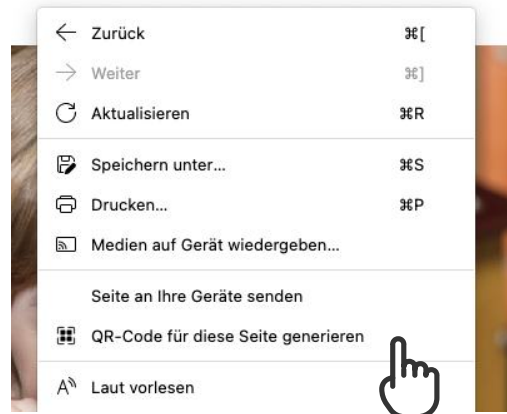 Zurück ⌘[
Weiter ⌘]
Aktualisieren ⌘R
Speichern unter... ⌘S
Drucken... ⌘P
Medien auf Gerät wiedergeben...
Seite an Ihre Geräte senden
QR-Code für diese Seite generieren
Laut vorlesen